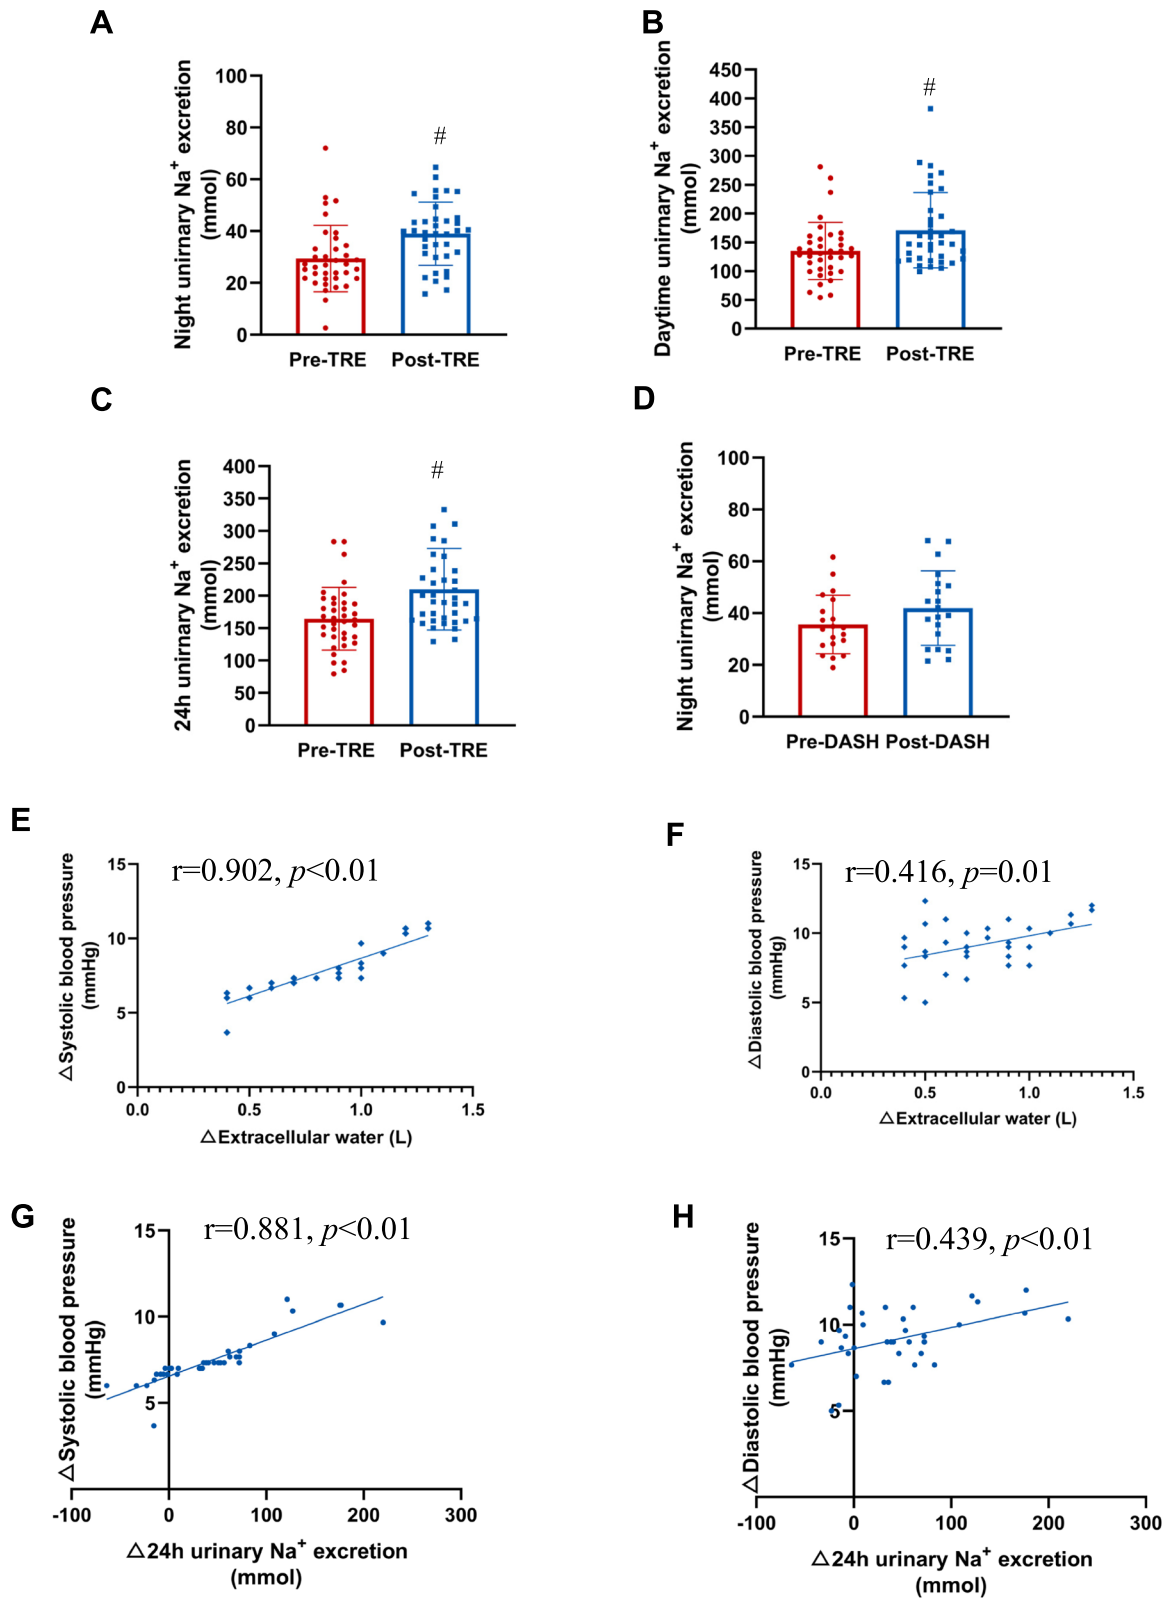 A
Night unirnary Na+ excretion
(mmol)
100
80
60
40
20
0
#
Pre-TRE Post-TRE
B
Daytime unirnary Na+ excretion
(mmol)
450
400
350
300
250
200
150
100
50
0
#
Pre-TRE Post-TRE
C
24h unirnary Na+ excretion
(mmol)
400
350
300
250
200
150
100
50
0
#
Pre-TRE Post-TRE
D
Night unirnary Na+ excretion
(mmol)
100
80
60
40
20
0
Pre-DASH Post-DASH
E
△Systolic blood pressure
(mmHg)
r=0.902, p<0.01
15
10
5
0
0.0 0.5 1.0 1.5
△Extracellular water (L)
F
△Diastolic blood pressure
(mmHg)
r=0.416, p=0.01
15
10
5
0
0.0 0.5 1.0 1.5
△Extracellular water (L)
G
△Systolic blood pressure
(mmHg)
r=0.881, p<0.01
15
10
5
-100 0 100 200 300
△24h urinary Na+ excretion
(mmol)
H
△Diastolic blood pressure
(mmHg)
r=0.439, p<0.01
15
10
5
-100 0 100 200 300
△24h urinary Na+ excretion
(mmol)